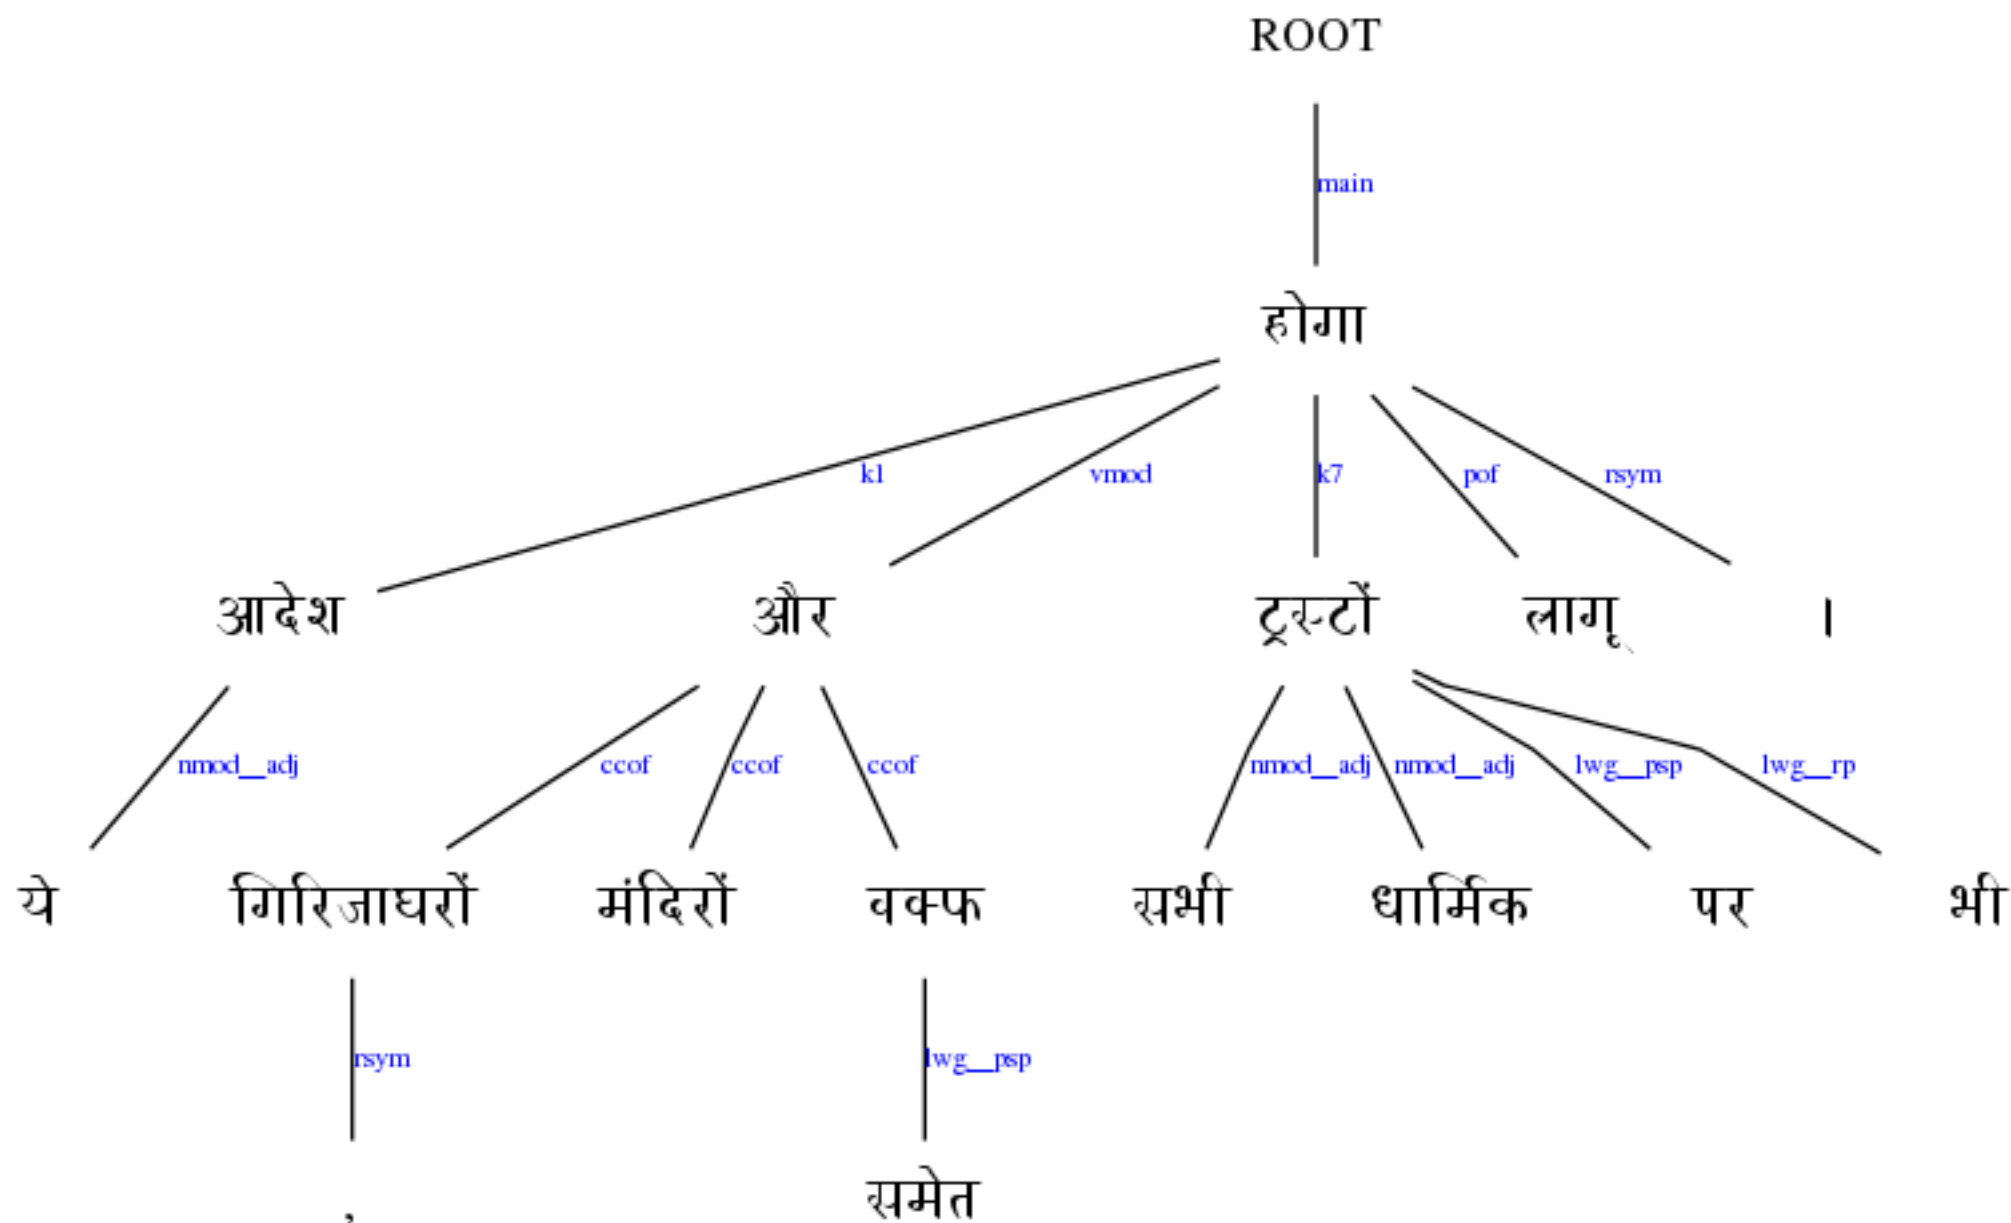 ROOT
main
होगा
k1 vmod k7 pof rsym
आदेश और ट्रस्टों लागू ।
nmod__adj ccof ccof ccof nmod__adj nmod__adj lwg__psp lwg__rp
ये गिरिजाघरों मंदिरों वक्फ सभी धार्मिक पर भी
rsym lwg__psp
, समेत